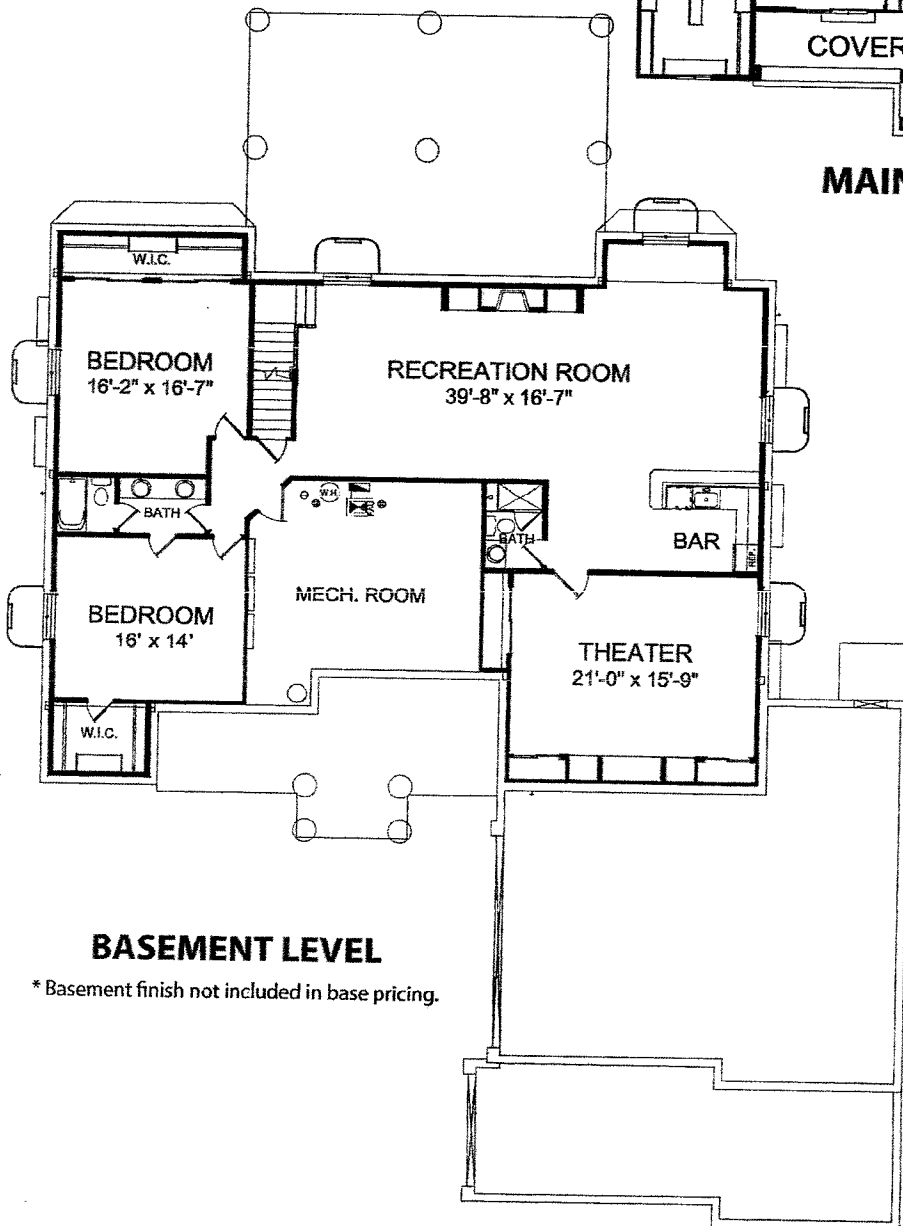 COVER
MAIN
W.I.C.
BEDROOM
16'-2" x 16'-7"
RECREATION ROOM
39'-8" x 16'-7"
W.H.
BATH
BATH
BAR
REF.
MECH. ROOM
BEDROOM
16' x 14'
THEATER
21'-0" x 15'-9"
W.I.C.
BASEMENT LEVEL
* Basement finish not included in base pricing.